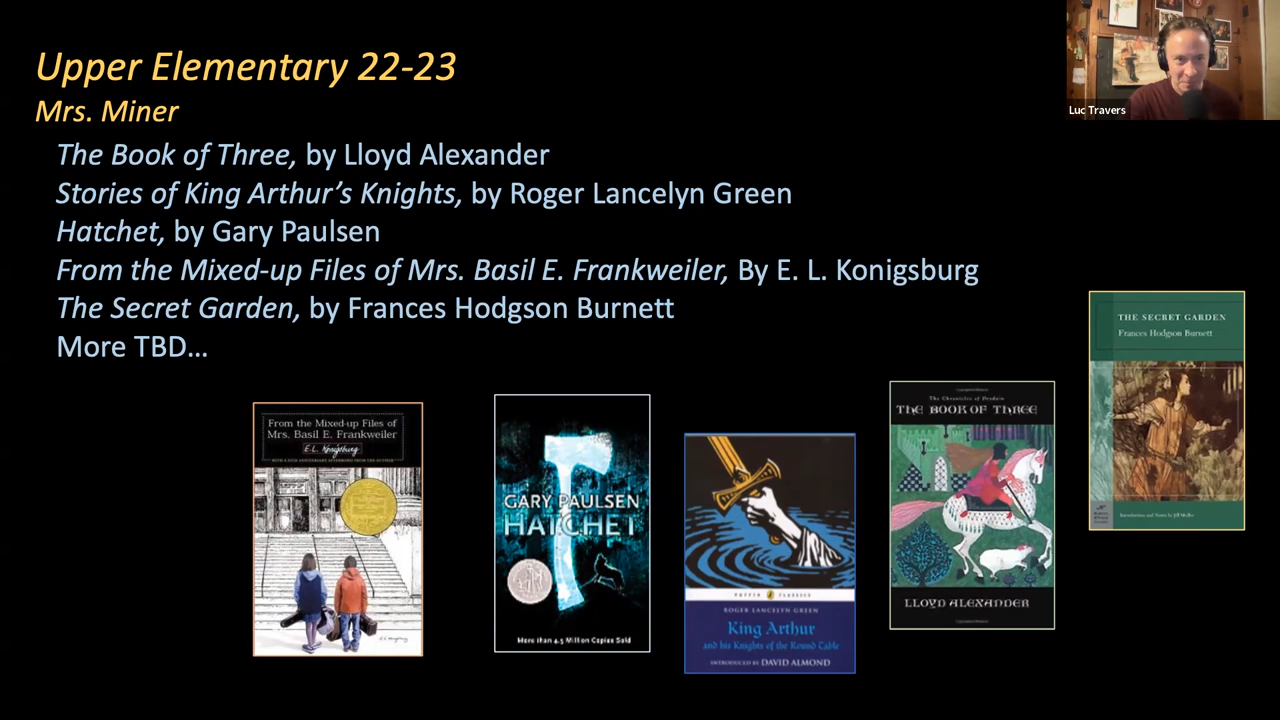 Upper Elementary 22-23
Mrs. Miner
The Book of Three, by Lloyd Alexander
Stories of King Arthur’s Knights, by Roger Lancelyn Green
Hatchet, by Gary Paulsen
From the Mixed-up Files of Mrs. Basil E. Frankweiler, By E. L. Konigsburg
The Secret Garden, by Frances Hodgson Burnett
More TBD…
Luc Travers
From the Mixed-up Files of
Mrs. Basil E. Frankweiler
E.L. Konigsburg
GARY PAULSEN
HATCHET
More than 4.5 Million Copies Sold
PUFFIN CLASSICS
ROGER LANCELYN GREEN
King Arthur
and his Knights of the Round Table
INTRODUCED BY DAVID ALMOND
The Chronicles of Prydain
THE BOOK OF THREE
LLOYD ALEXANDER
THE SECRET GARDEN
Frances Hodgson Burnett